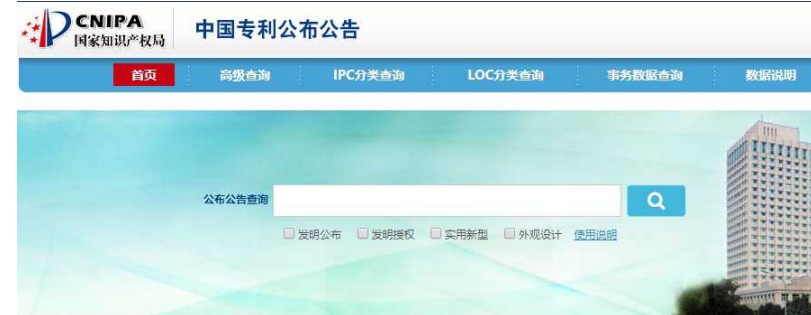 CNIPA
国家知识产权局
中国专利公布公告
首页 高级查询 IPC分类查询 LOC分类查询 事务数据查询 数据说明
公布公告查询
发明公布 发明授权 实用新型 外观设计 使用说明